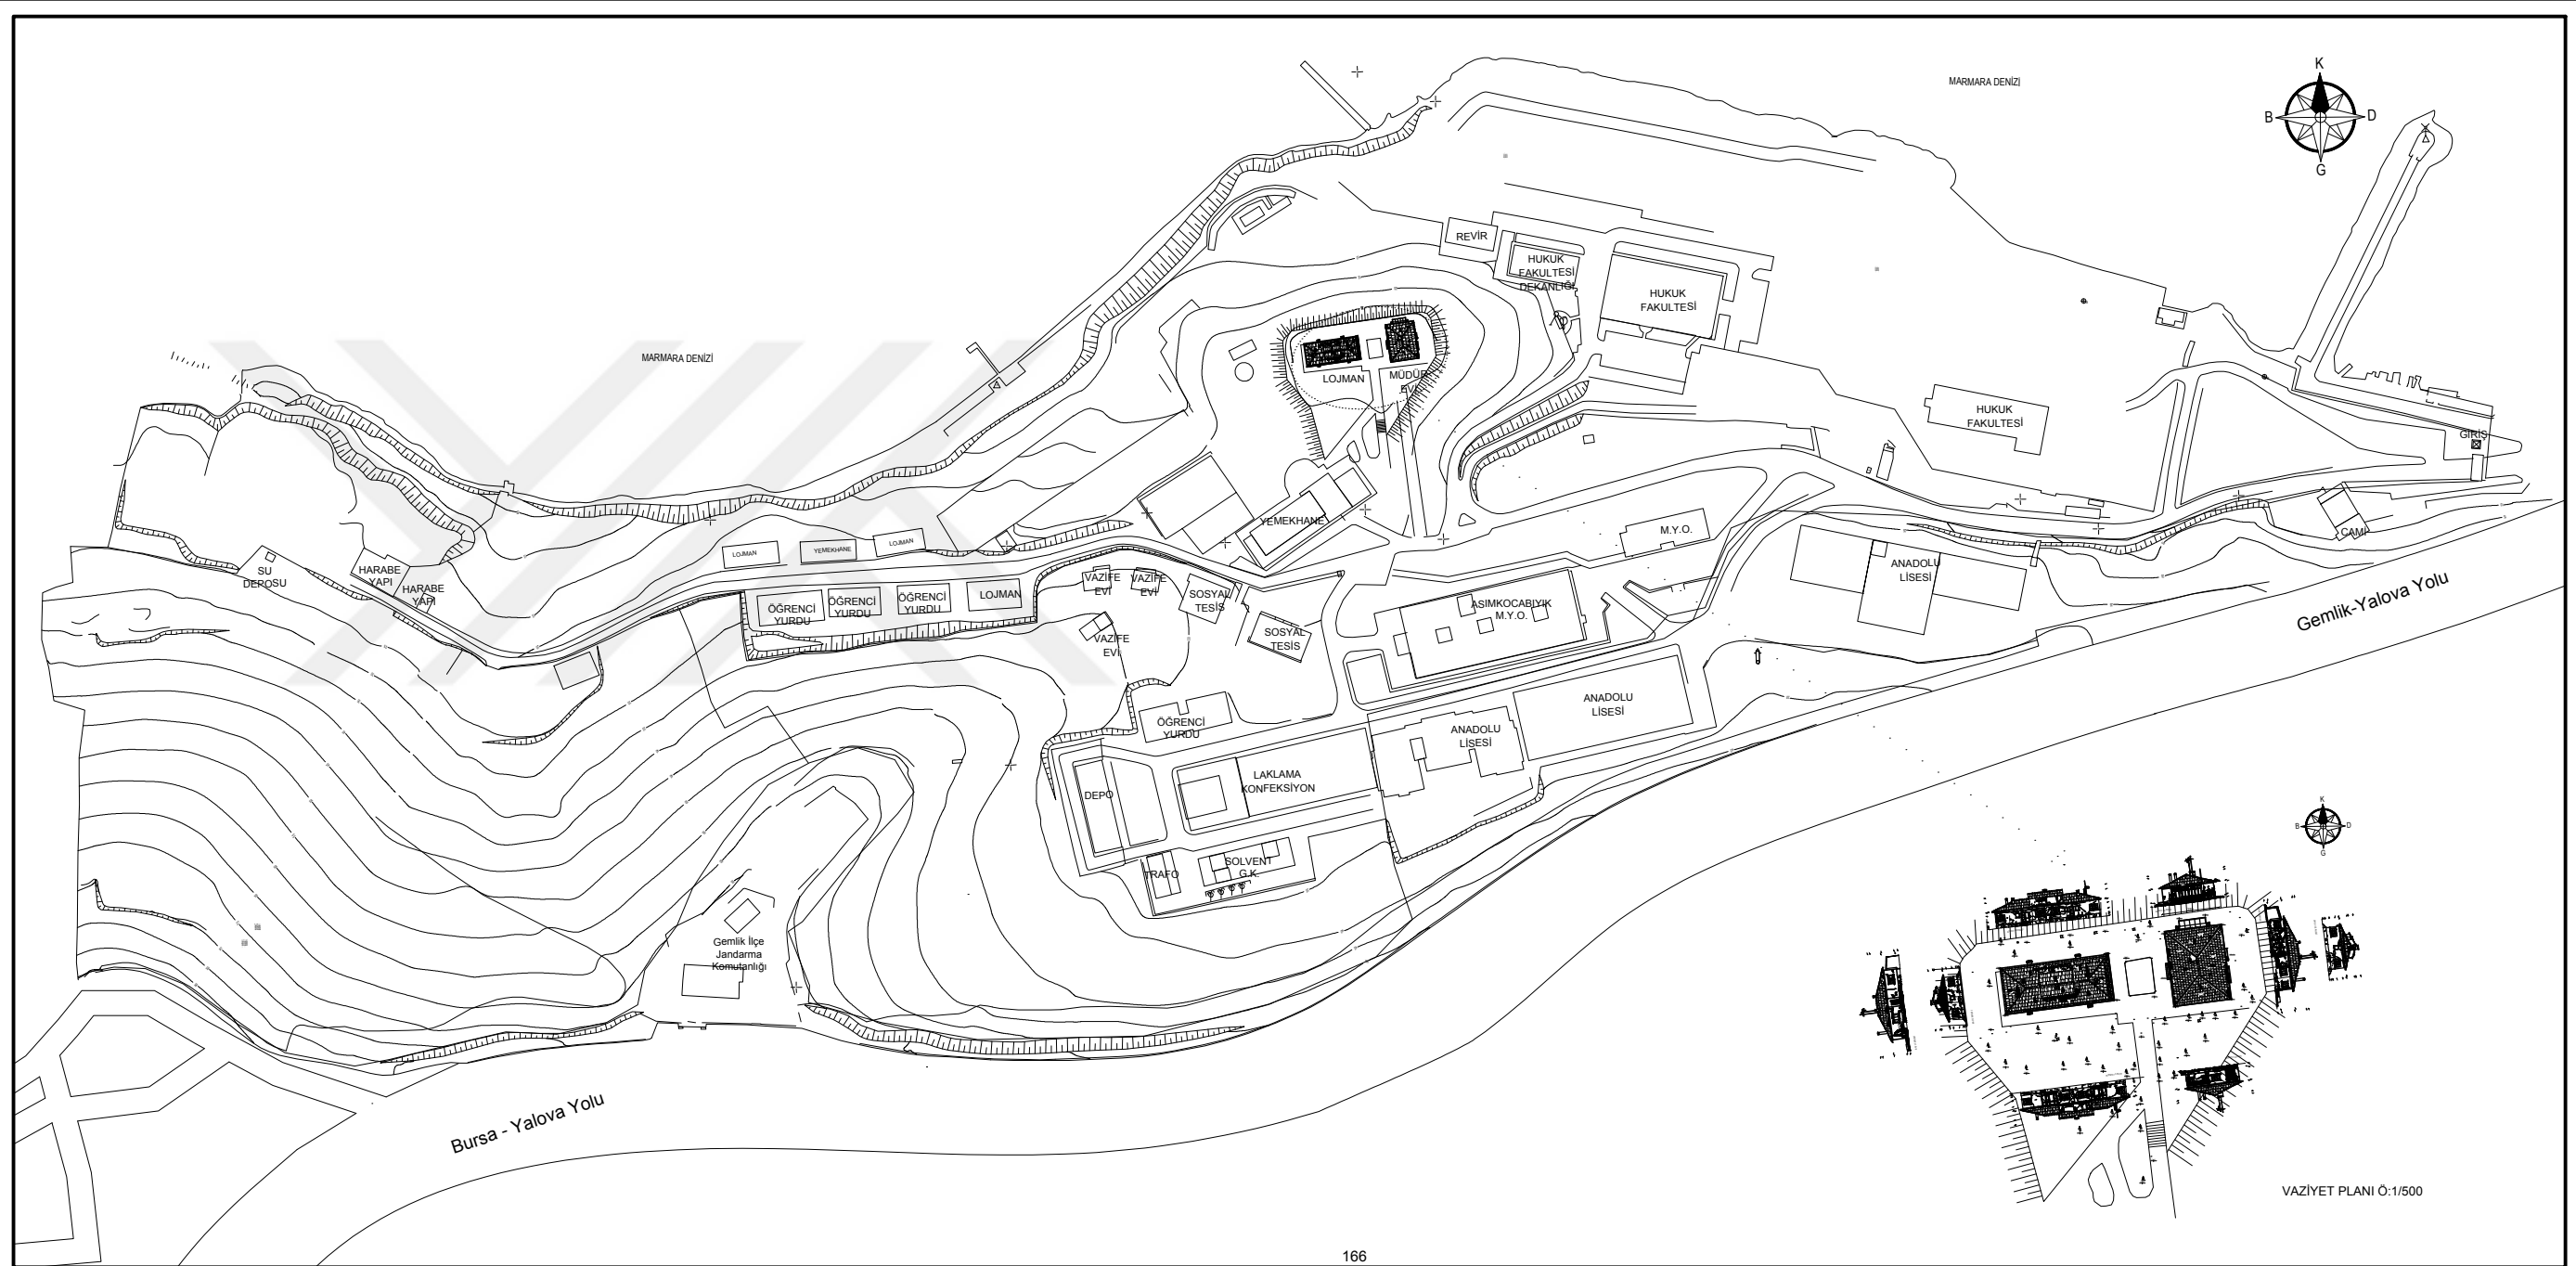 MARMARA DENİZİ
K
B
D
G
REVİR
HUKUK
FAKULTESİ
DEKANLIĞI
HUKUK
FAKULTESİ
MARMARA DENİZİ
LOJMAN
MÜDÜR
EVİ
HUKUK
FAKULTESİ
GİRİŞ
YEMEKHANE
M.Y.O.
CAMİ
LOJMAN
YEMEKHANE
LOJMAN
SU
DEPOSU
HARABE
YAPI
HARABE
YAPI
ANADOLU
LİSESİ
ÖĞRENCİ
YURDU
ÖĞRENCİ
YURDU
ÖĞRENCİ
YURDU
LOJMAN
VAZİFE
EVİ
VAZİFE
EVİ
SOSYAL
TESİS
VAZİFE
EVİ
SOSYAL
TESİS
ASIMKOCABIYIK
M.Y.O.
Gemlik-Yalova Yolu
ANADOLU
LİSESİ
ÖĞRENCİ
YURDU
ANADOLU
LİSESİ
DEPO
LAKLAMA
KONFEKSİYON
TRAFO
SOLVENT
G.K.
K
B
D
G
Gemlik İlçe
Jandarma
Komutanlığı
Bursa - Yalova Yolu
VAZİYET PLANI Ö:1/500
166